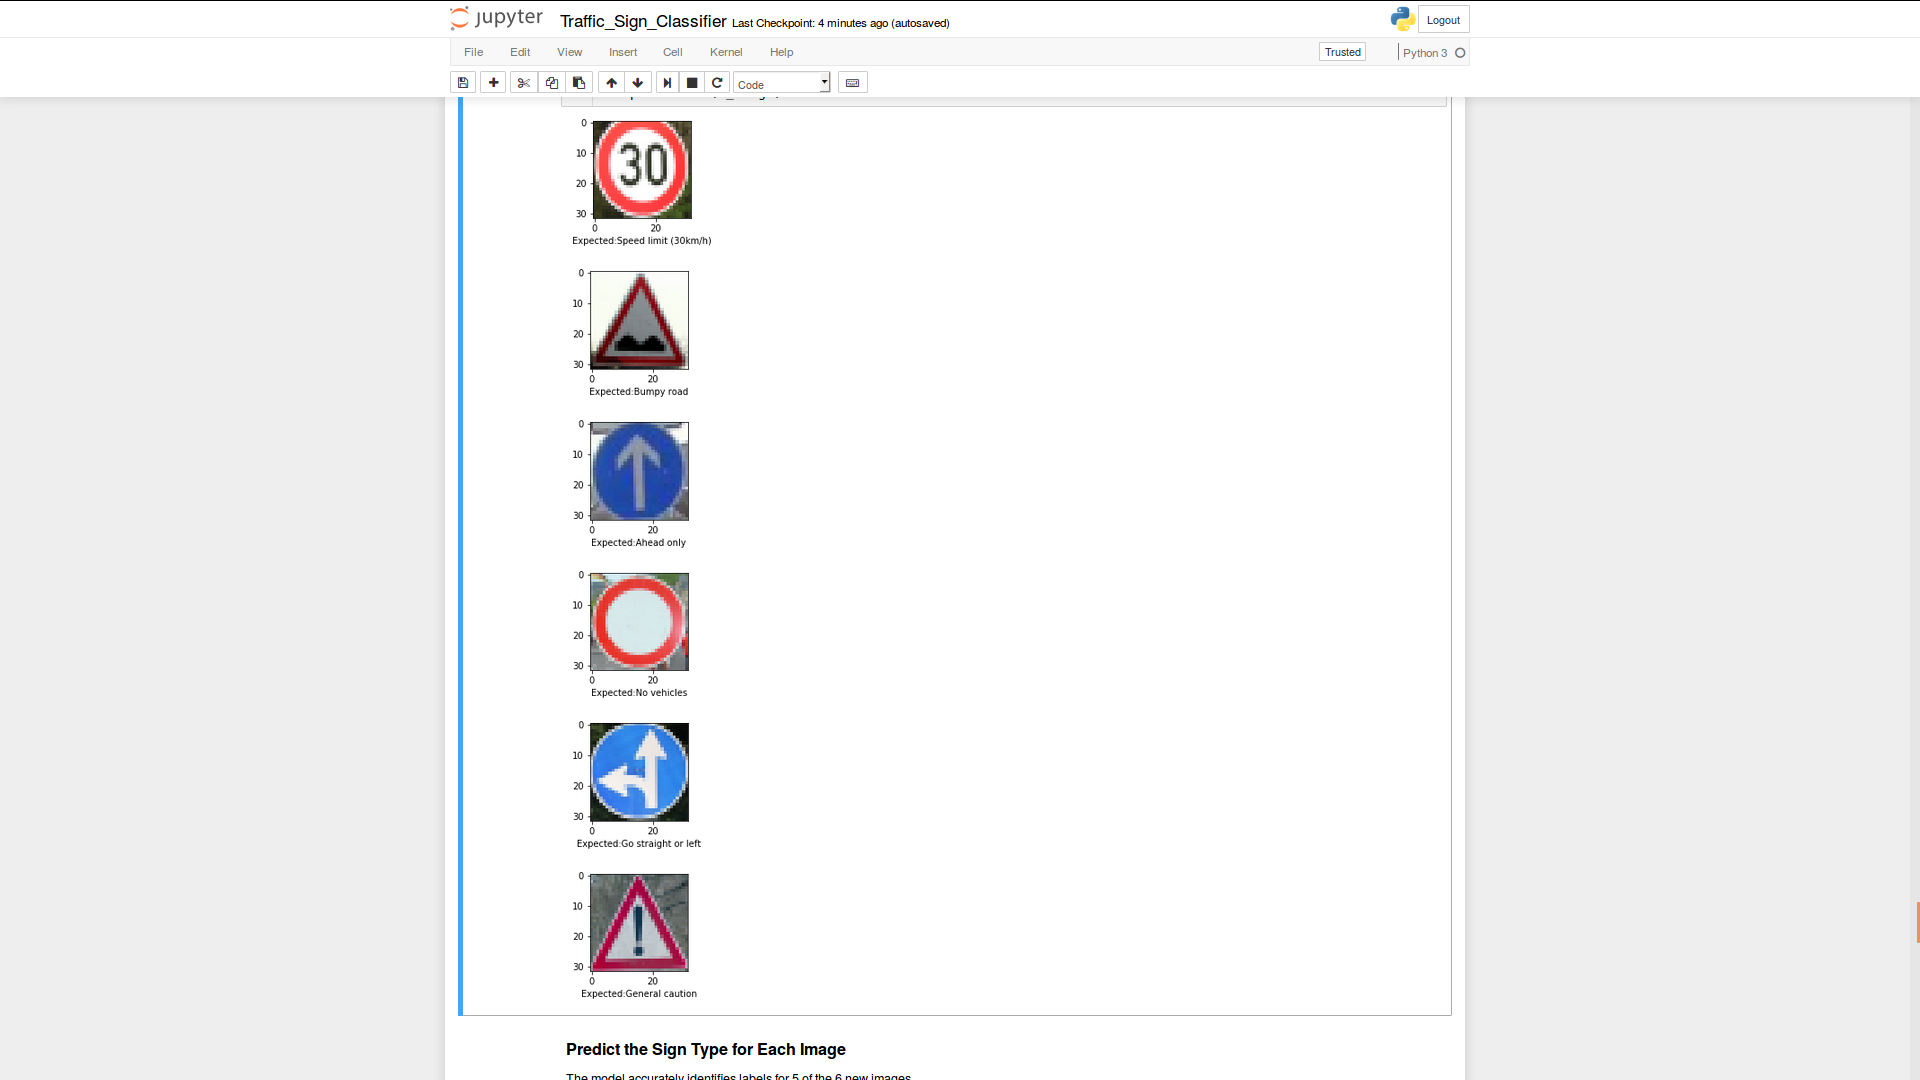 jupyter Traffic_Sign_Classifier Last Checkpoint: 4 minutes ago (autosaved)
Logout
File Edit View Insert Cell Kernel Help
Trusted
Python 3
Code
0
10
20
30
30
0 20
Expected:Speed limit (30km/h)
0
10
20
30
0 20
Expected:Bumpy road
0
10
20
30
0 20
Expected:Ahead only
0
10
20
30
0 20
Expected:No vehicles
0
10
20
30
0 20
Expected:Go straight or left
0
10
20
30
0 20
Expected:General caution
Predict the Sign Type for Each Image
The model accurately identifies labels for 5 of the 6 new images